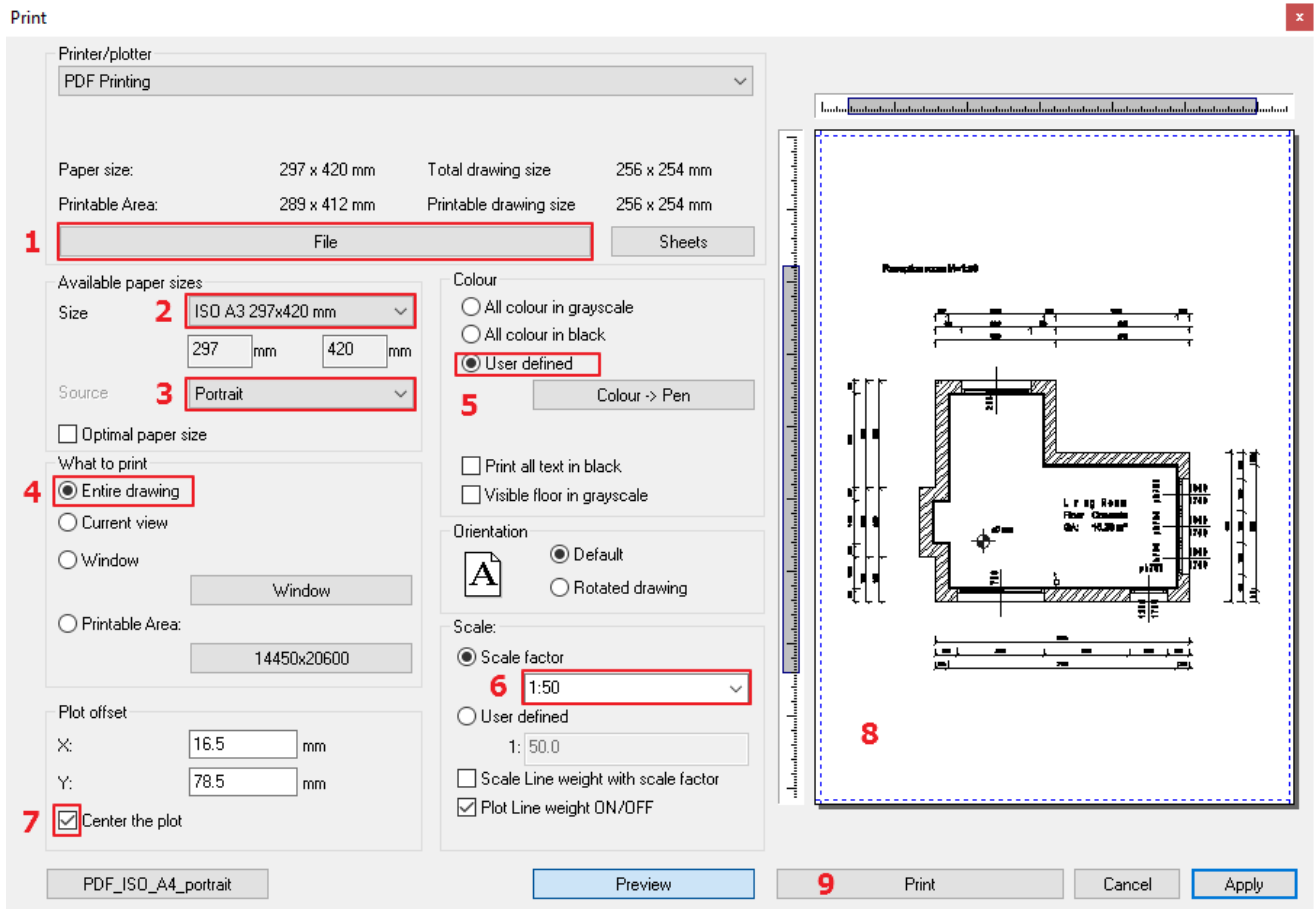 Print
x
Printer/plotter
PDF Printing
Paper size: 297 x 420 mm Total drawing size 256 x 254 mm
Printable Area: 289 x 412 mm Printable drawing size 256 x 254 mm
1 File Sheets
Available paper sizes
Size 2 ISO A3 297x420 mm
297 mm 420 mm
Source 3 Portrait
Optimal paper size
What to print
4 Entire drawing
Current view
Window
Window
Printable Area:
14450x20600
Plot offset
X: 16.5 mm
Y: 78.5 mm
7 Center the plot
PDF_ISO_A4_portrait
Colour
All colour in grayscale
All colour in black
User defined
5 Colour -> Pen
Print all text in black
Visible floor in grayscale
Orientation
A Default
Rotated drawing
Scale:
Scale factor
6 1:50
User defined
1: 50.0
Scale Line weight with scale factor
Plot Line weight ON/OFF
Preview
Room
8
9 Print
Cancel
Apply